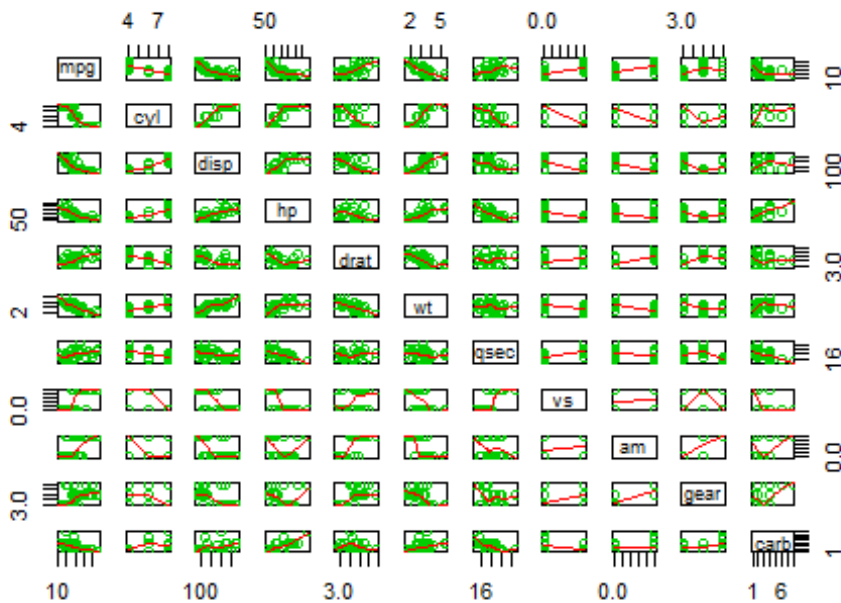 4 7 50 2 5 0.0 3.0
mpg 10
4 cyl
disp 100
50 hp
drat 3.0
2 wt
qsec 16
0.0 vs
am 0.0
3.0 gear
carb 1
10 100 3.0 16 0.0 1 6